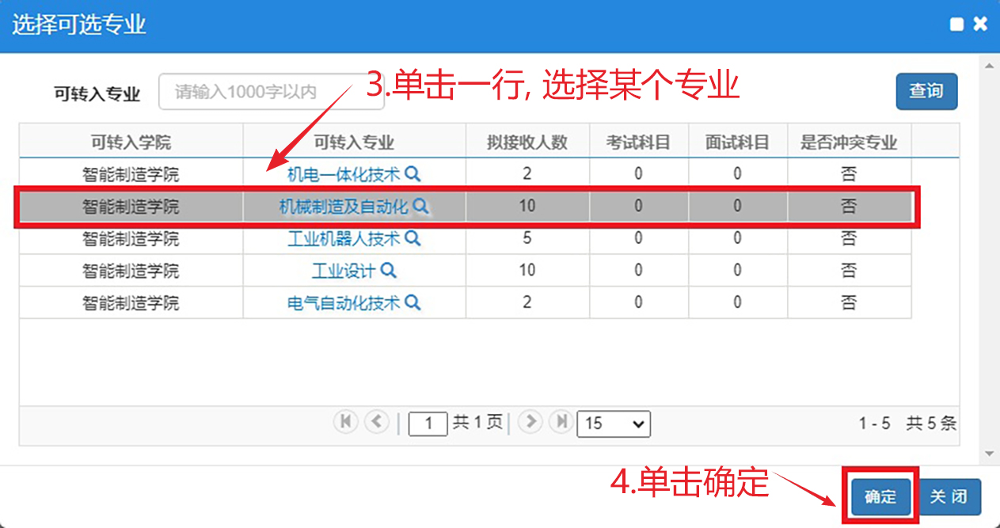 选择可选专业
可转入专业 请输入1000字以内 3.单击一行, 选择某个专业 查询
可转入学院 可转入专业 拟接收人数 考试科目 面试科目 是否冲突专业
智能制造学院 机电一体化技术 2 0 0 否
智能制造学院 机械制造及自动化 10 0 0 否
智能制造学院 工业机器人技术 5 0 0 否
智能制造学院 工业设计 10 0 0 否
智能制造学院 电气自动化技术 2 0 0 否
1 共 1 页 15 1 - 5 共 5 条
4.单击确定 确定 关 闭